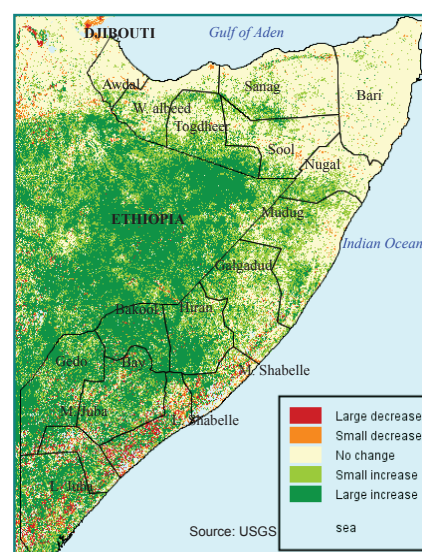 DJIBOUTI
Gulf of Aden
Awdal
Sanag
Bari
W. albeed
Togdheer
Sool
Nugal
ETHIOPIA
Mudug
Indian Ocean
Galgadud
Bakool
Hiran
Gedo
Bay
M. Shabelle
M. Juba
L. Shabelle
L. Juba
Large decrease
Small decrease
No change
Small increase
Large increase
sea
Source: USGS